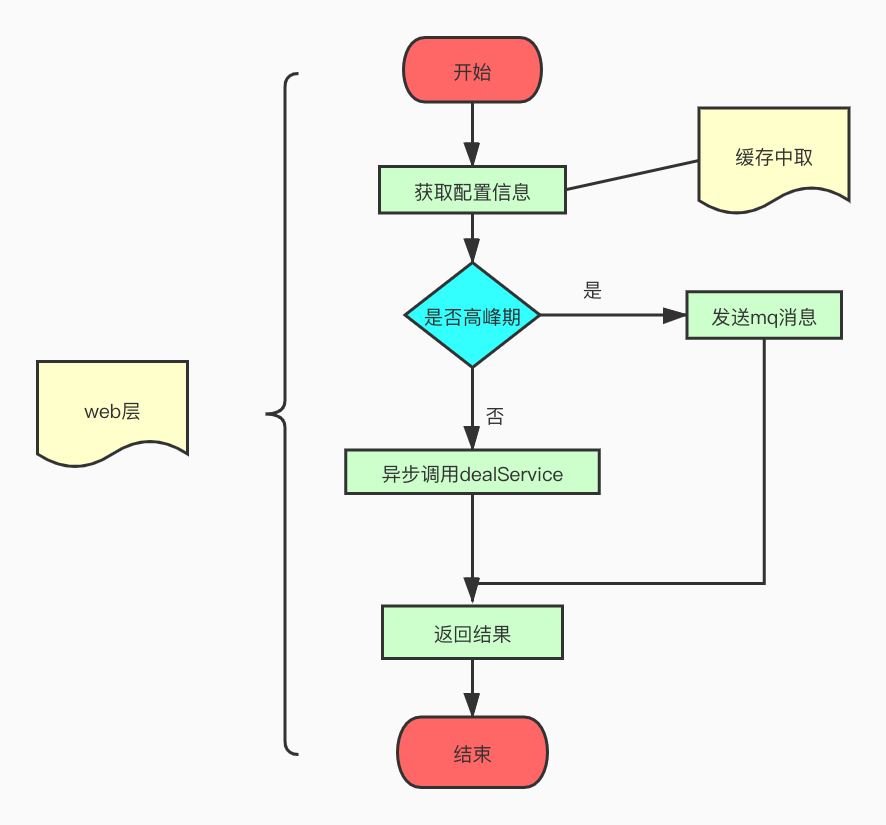 开始
获取配置信息
缓存中取
是否高峰期
是
发送mq消息
web层
否
异步调用dealService
返回结果
结束